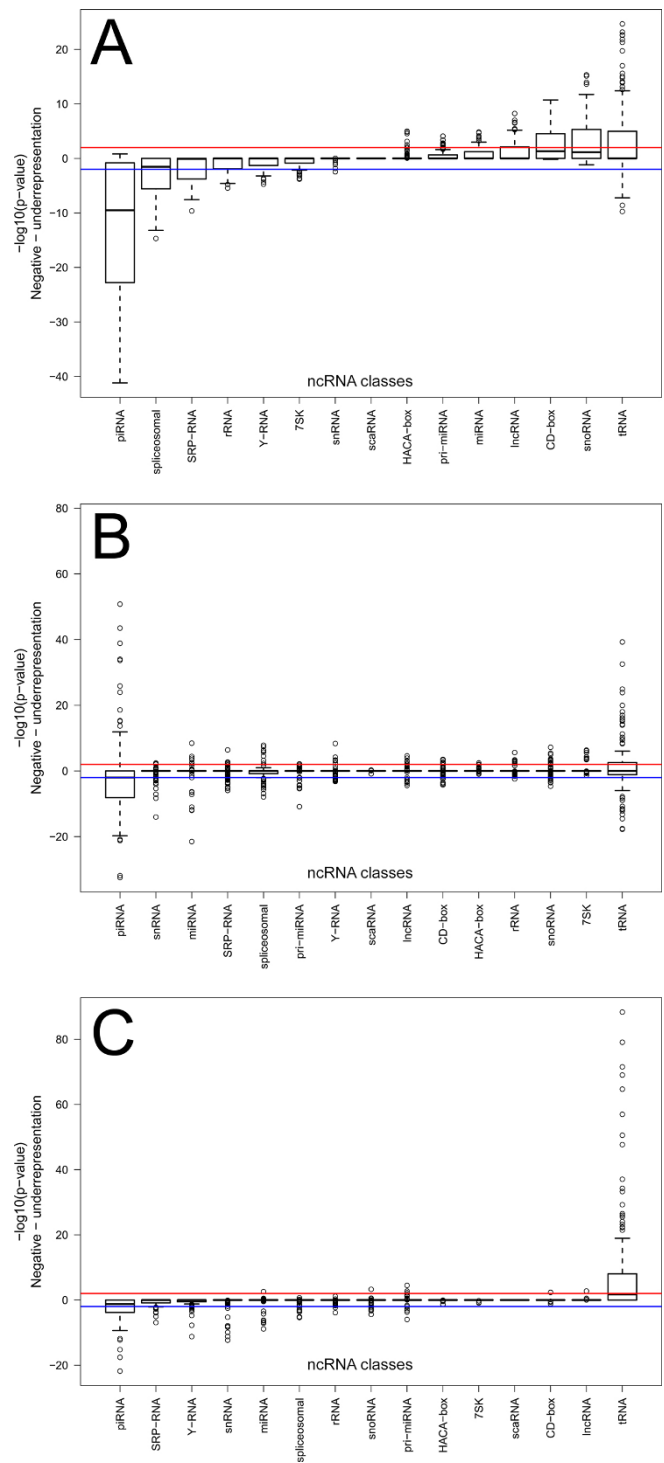 A
−log10(p−value)
Negative − underrepresentation
20
10
0
−10
−20
−30
−40
ncRNA classes
piRNA
spliceosomal
SRP−RNA
rRNA
Y−RNA
7SK
snRNA
scaRNA
HACA−box
pri−miRNA
miRNA
lncRNA
CD−box
snoRNA
tRNA
B
−log10(p−value)
Negative − underrepresentation
80
60
40
20
0
−20
ncRNA classes
piRNA
snRNA
miRNA
SRP−RNA
spliceosomal
pri−miRNA
Y−RNA
scaRNA
lncRNA
CD−box
HACA−box
rRNA
snoRNA
7SK
tRNA
C
−log10(p−value)
Negative − underrepresentation
80
60
40
20
0
−20
ncRNA classes
piRNA
SRP−RNA
Y−RNA
snRNA
miRNA
spliceosomal
rRNA
snoRNA
pri−miRNA
HACA−box
7SK
scaRNA
CD−box
lncRNA
tRNA